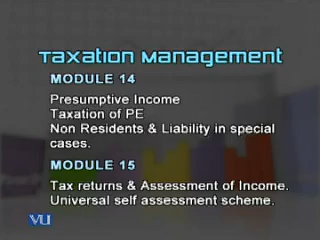 Taxation Management
MODULE 14
Presumptive Income
Taxation of PE
Non Residents & Liability in special
cases.
MODULE 15
Tax returns & Assessment of Income.
Universal self assessment scheme.
VU